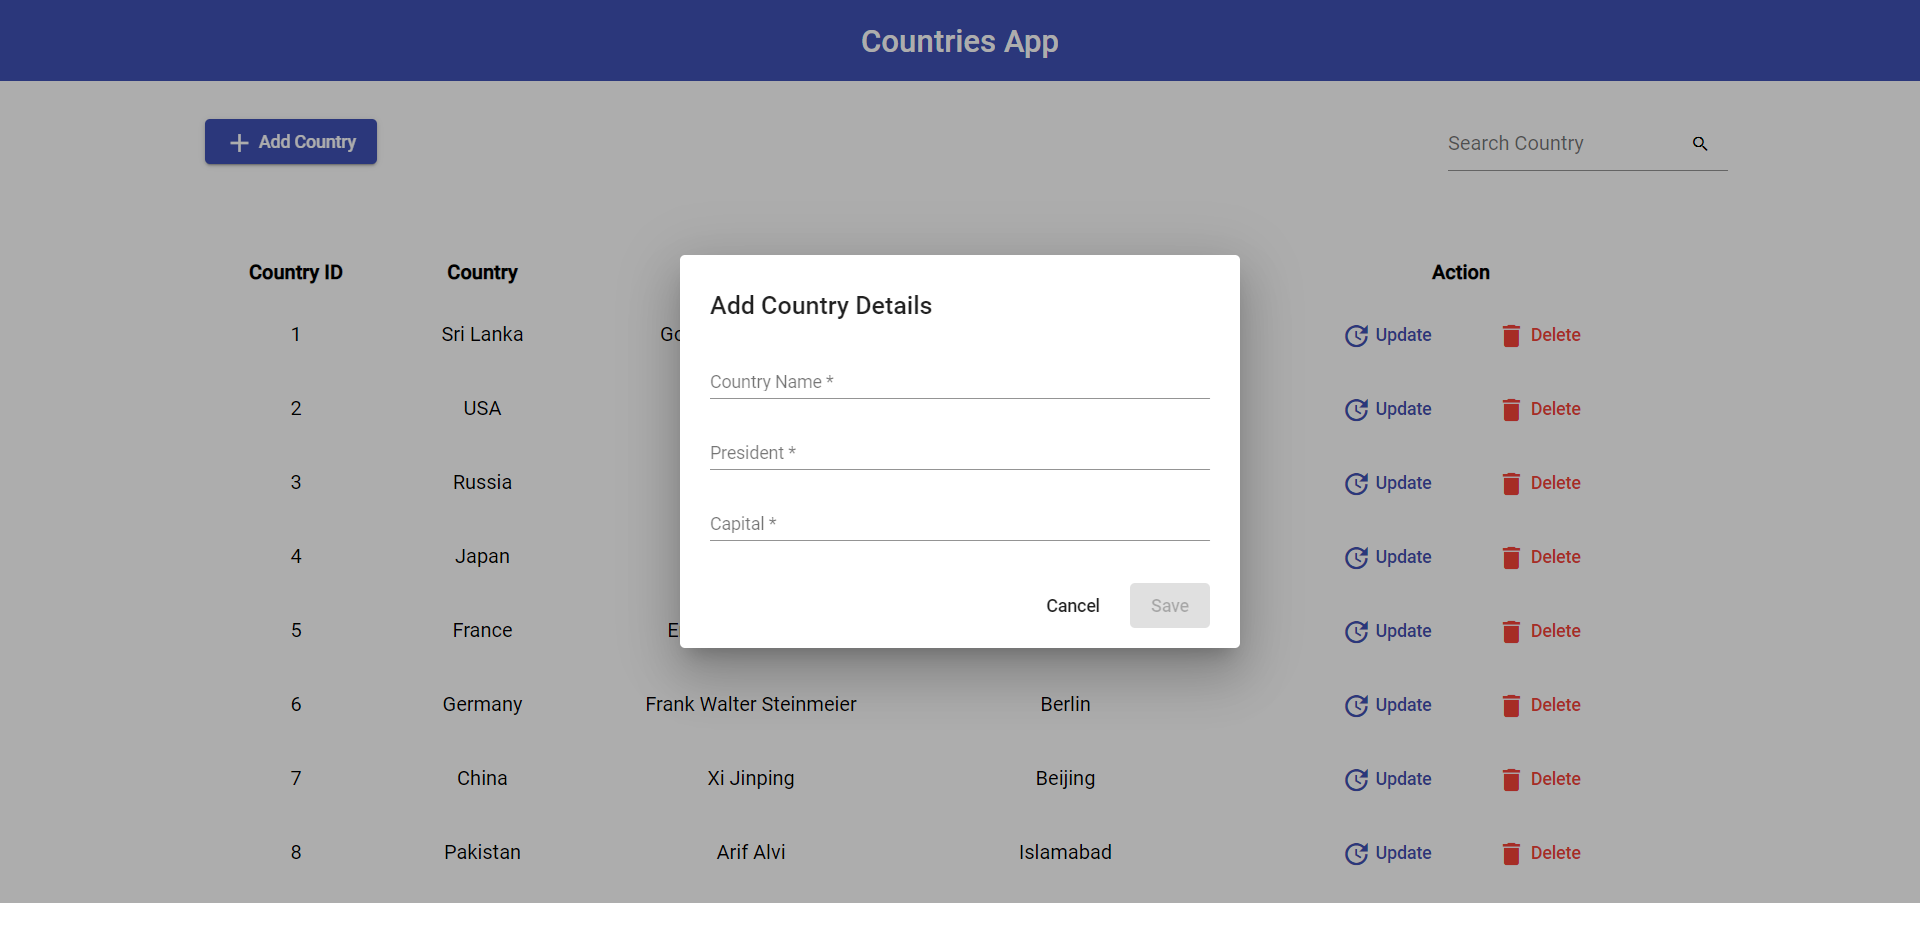 Countries App
Add Country
Search Country
Country ID Country Action
1 Sri Lanka Update Delete
2 USA Update Delete
3 Russia Update Delete
4 Japan Update Delete
5 France Update Delete
6 Germany Frank Walter Steinmeier Berlin Update Delete
7 China Xi Jinping Beijing Update Delete
8 Pakistan Arif Alvi Islamabad Update Delete
Add Country Details
Country Name *
President *
Capital *
Cancel Save